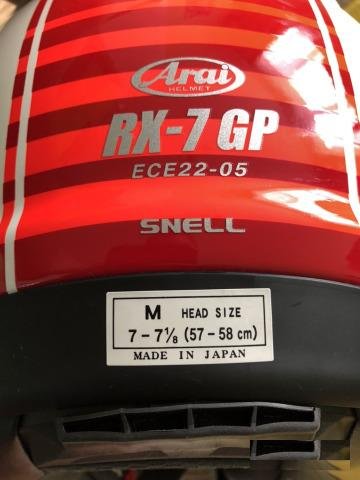 Arai
HELMET
RX-7 GP
ECE22-05
SNELL
M HEAD SIZE
7 - 7⅛ (57 - 58 cm)
MADE IN JAPAN